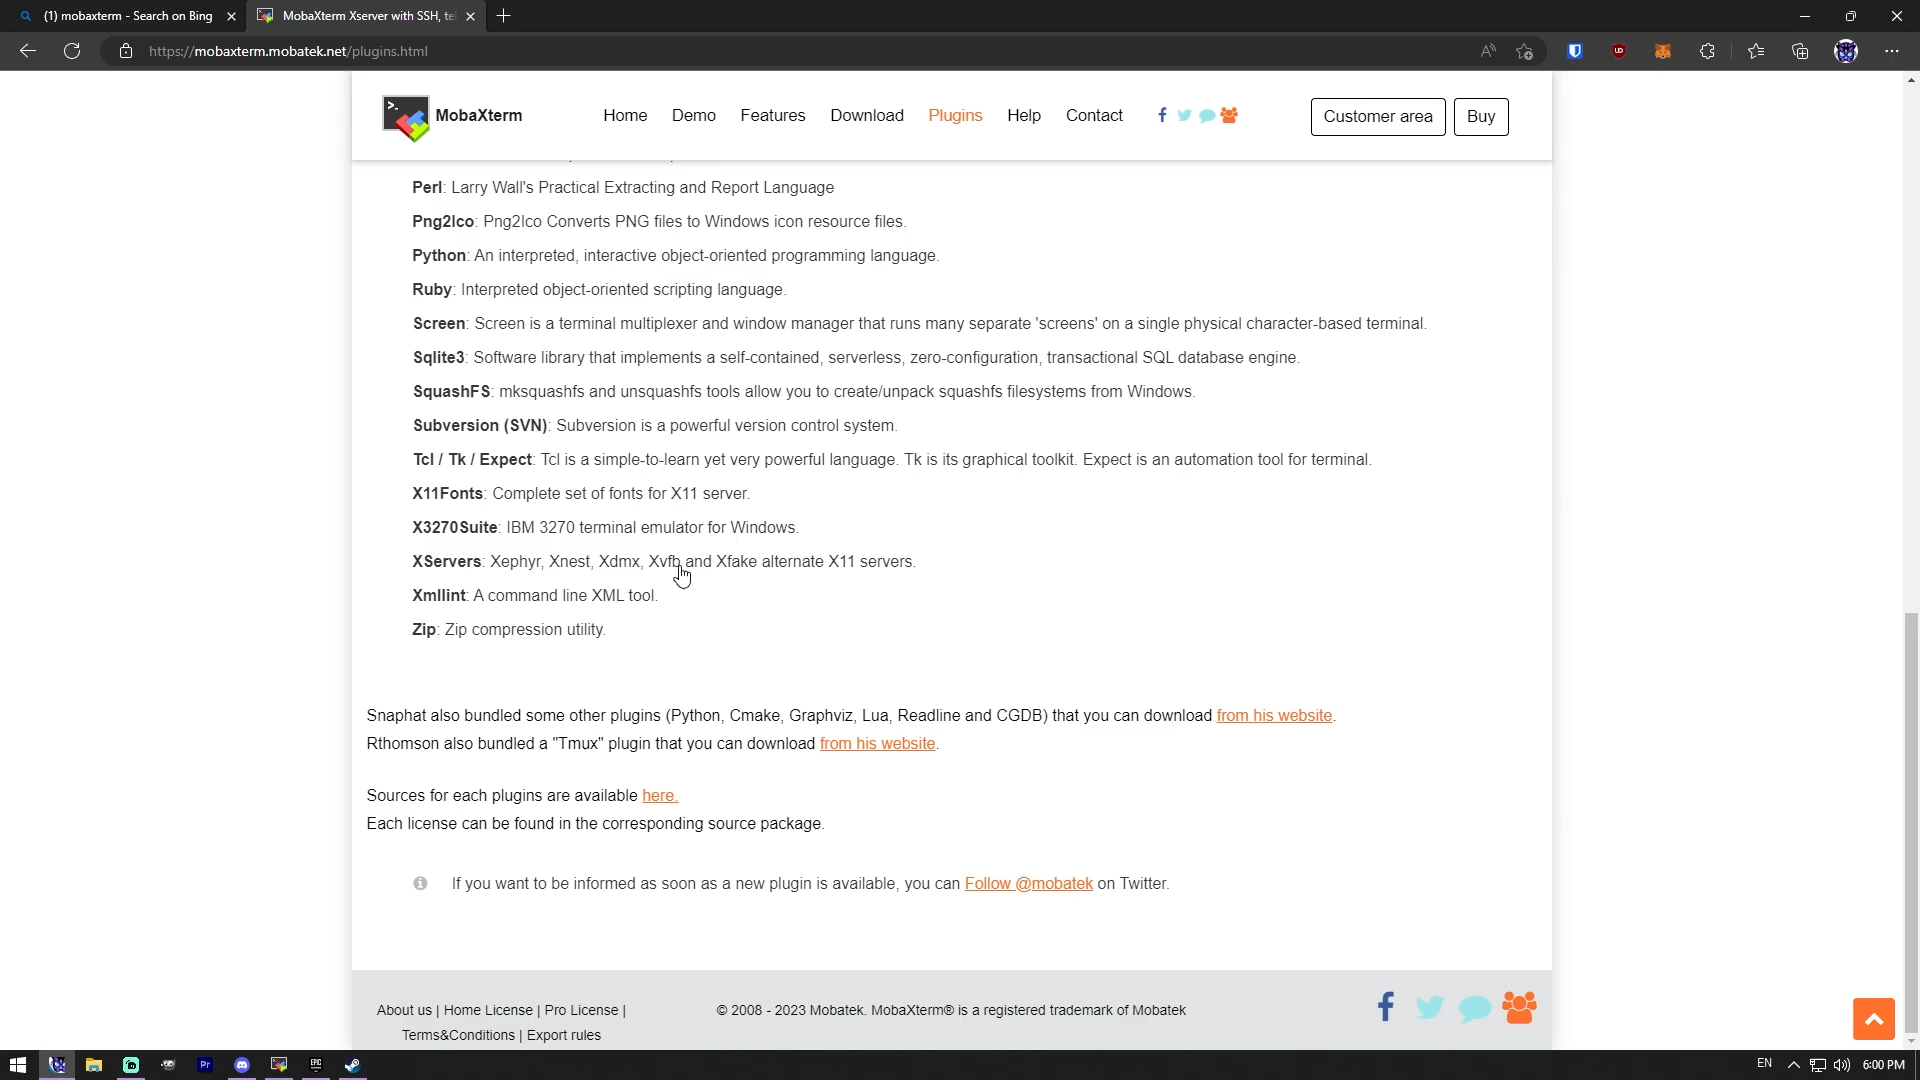 (1) mobaxterm - Search on Bing
MobaXterm Xserver with SSH, te
https://mobaxterm.mobatek.net/plugins.html
MobaXterm
Home
Demo
Features
Download
Plugins
Help
Contact
Customer area
Buy
Perl: Larry Wall's Practical Extracting and Report Language
Png2Ico: Png2Ico Converts PNG files to Windows icon resource files.
Python: An interpreted, interactive object-oriented programming language.
Ruby: Interpreted object-oriented scripting language.
Screen: Screen is a terminal multiplexer and window manager that runs many separate 'screens' on a single physical character-based terminal.
Sqlite3: Software library that implements a self-contained, serverless, zero-configuration, transactional SQL database engine.
SquashFS: mksquashfs and unsquashfs tools allow you to create/unpack squashfs filesystems from Windows.
Subversion (SVN): Subversion is a powerful version control system.
Tcl / Tk / Expect: Tcl is a simple-to-learn yet very powerful language. Tk is its graphical toolkit. Expect is an automation tool for terminal.
X11Fonts: Complete set of fonts for X11 server.
X3270Suite: IBM 3270 terminal emulator for Windows.
XServers: Xephyr, Xnest, Xdmx, Xvfb and Xfake alternate X11 servers.
Xmllint: A command line XML tool.
Zip: Zip compression utility.
Snaphat also bundled some other plugins (Python, Cmake, Graphviz, Lua, Readline and CGDB) that you can download from his website.
Rthomson also bundled a "Tmux" plugin that you can download from his website.
Sources for each plugins are available here.
Each license can be found in the corresponding source package.
If you want to be informed as soon as a new plugin is available, you can Follow @mobatek on Twitter.
About us | Home License | Pro License |
Terms&Conditions | Export rules
© 2008 - 2023 Mobatek. MobaXterm® is a registered trademark of Mobatek
EN
6:00 PM